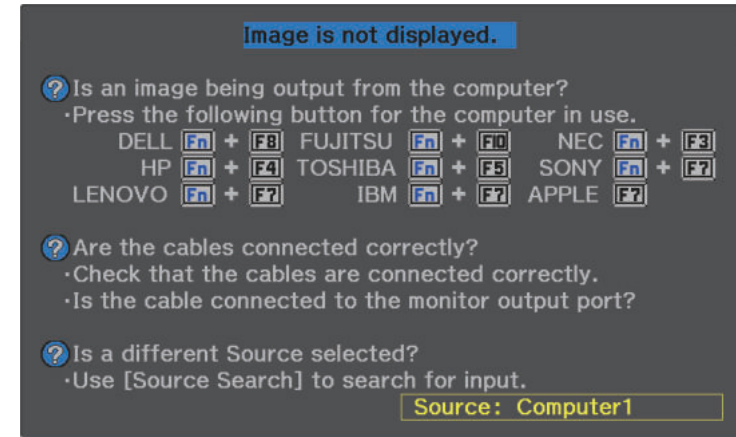 Image is not displayed.
? Is an image being output from the computer?
·Press the following button for the computer in use.
DELL Fn + F8 FUJITSU Fn + F10 NEC Fn + F3
HP Fn + F4 TOSHIBA Fn + F5 SONY Fn + F7
LENOVO Fn + F7 IBM Fn + F7 APPLE F7
? Are the cables connected correctly?
·Check that the cables are connected correctly.
·Is the cable connected to the monitor output port?
? Is a different Source selected?
·Use [Source Search] to search for input.
Source: Computer1